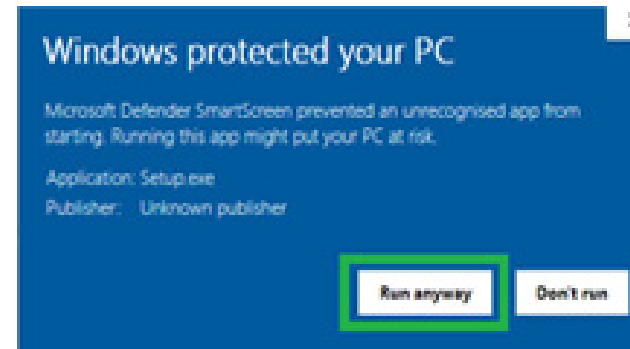 Windows protected your PC
Microsoft Defender SmartScreen prevented an unrecognised app from
starting. Running this app might put your PC at risk.
Application: Setup.exe
Publisher: Unknown publisher
Run anyway
Don't run